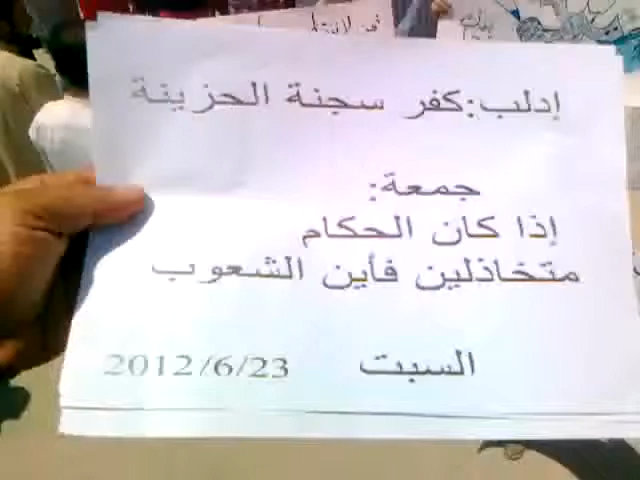 إدلب:كفر سجنة الحزينة
جمعة:
إذا كان الحكام
متخاذلين فأين الشعوب
السبت 2012/6/23